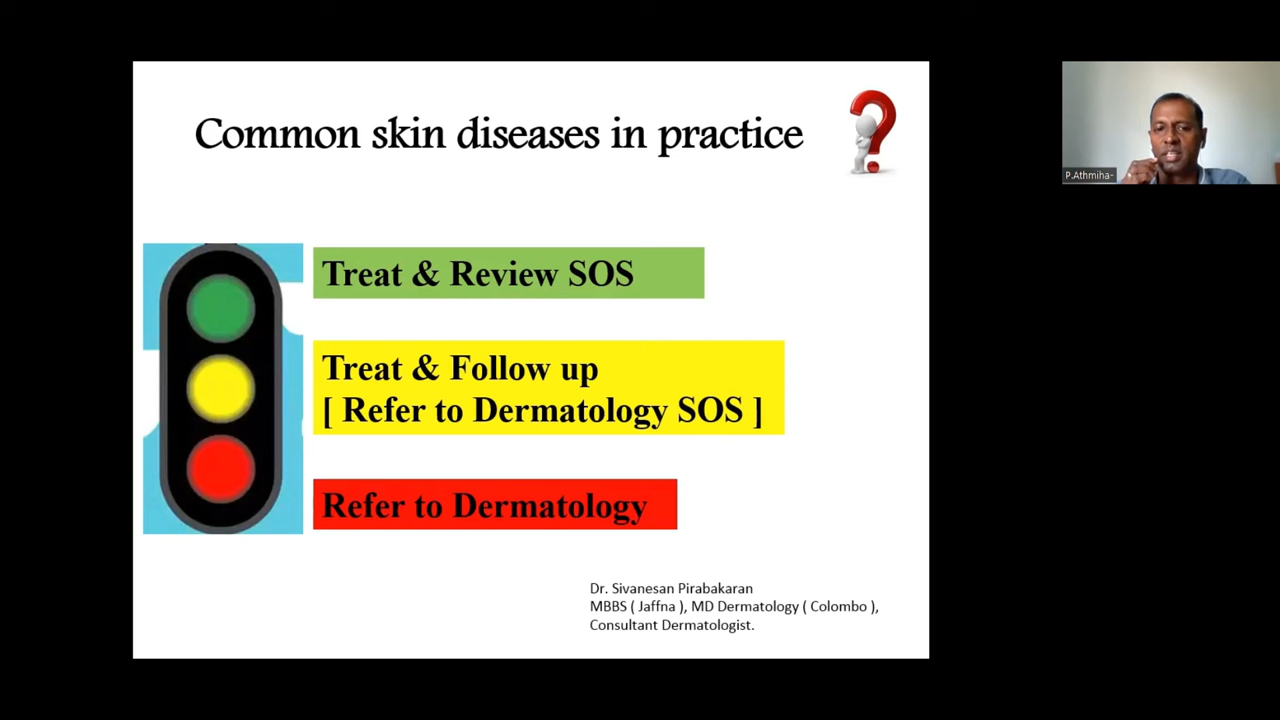 Common skin diseases in practice
Treat & Review SOS
Treat & Follow up
[ Refer to Dermatology SOS ]
Refer to Dermatology
Dr. Sivanesan Pirabakaran
MBBS ( Jaffna ), MD Dermatology ( Colombo ),
Consultant Dermatologist.
P.Athmiha-